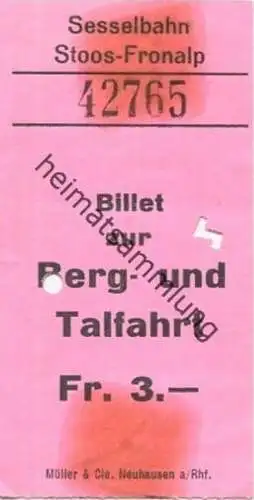 Sesselbahn
Stoos-Fronalp
42765
Billet
zur
Berg- und
Talfahrt
Fr. 3.—
Müller & Cie. Neuhausen a/Rhf.
heimatsammlung